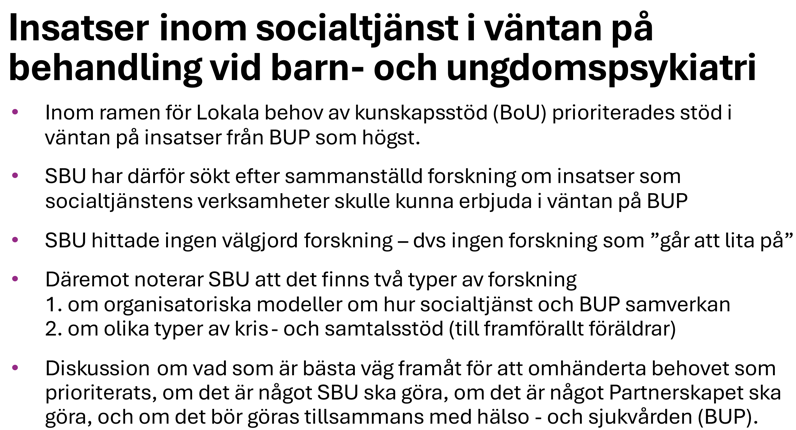 Insatser inom socialtjänst i väntan på
behandling vid barn- och ungdomspsykiatri
• Inom ramen för Lokala behov av kunskapsstöd (BoU) prioriterades stöd i
väntan på insatser från BUP som högst.
• SBU har därför sökt efter sammanställd forskning om insatser som
socialtjänstens verksamheter skulle kunna erbjuda i väntan på BUP
• SBU hittade ingen välgjord forskning – dvs ingen forskning som ”går att lita på”
• Däremot noterar SBU att det finns två typer av forskning
1. om organisatoriska modeller om hur socialtjänst och BUP samverkan
2. om olika typer av kris- och samtalsstöd (till framförallt föräldrar)
• Diskussion om vad som är bästa väg framåt för att omhänderta behovet som
prioriterats, om det är något SBU ska göra, om det är något Partnerskapet ska
göra, och om det bör göras tillsammans med hälso - och sjukvården (BUP).